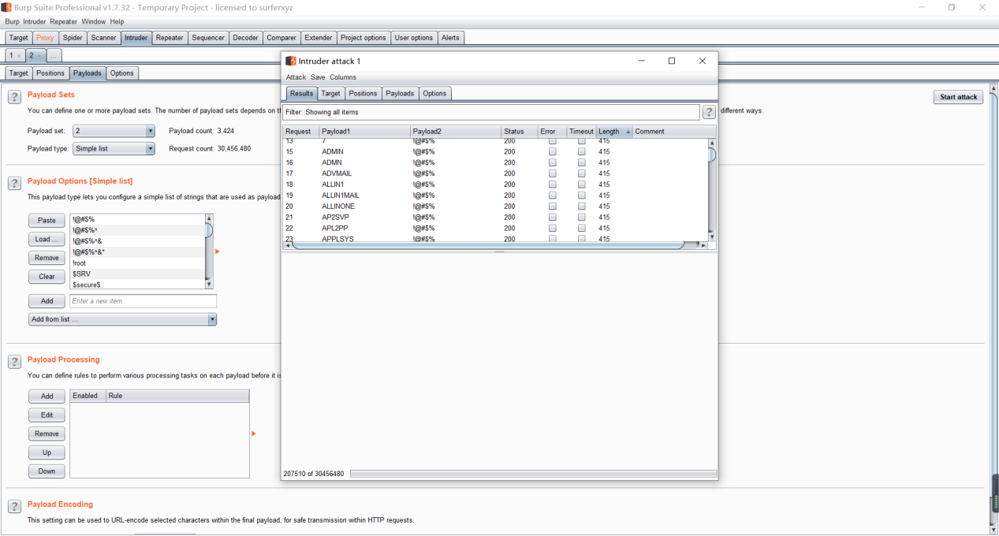 Burp Suite Professional v1.7.32 - Temporary Project - licensed to surferxyz
Burp Intruder Repeater Window Help
Target Proxy Spider Scanner Intruder Repeater Sequencer Decoder Comparer Extender Project options User options Alerts
1 × 2 × ...
Target Positions Payloads Options
? Payload Sets
You can define one or more payload sets. The number of payload sets depends on t
different ways.
Start attack
Payload set: 2 Payload count: 3,424
Payload type: Simple list Request count: 30,456,480
? Payload Options [Simple list]
This payload type lets you configure a simple list of strings that are used as payload
Paste
Load ...
Remove
Clear
!@#$%
!@#$%^
!@#$%^&
!@#$%^&*
!root
$SRV
$secure$
Add Enter a new item
Add from list ...
? Payload Processing
You can define rules to perform various processing tasks on each payload before it is
Add Enabled Rule
Edit
Remove
Up
Down
? Payload Encoding
This setting can be used to URL-encode selected characters within the final payload, for safe transmission within HTTP requests.
Intruder attack 1
Attack Save Columns
Results Target Positions Payloads Options
Filter: Showing all items ?
Request Payload1 Payload2 Status Error Timeout Length Comment
13 / !@#$% 200 415
15 ADMIN !@#$% 200 415
16 ADMN !@#$% 200 415
17 ADVMAIL !@#$% 200 415
18 ALLIN1 !@#$% 200 415
19 ALLIN1MAIL !@#$% 200 415
20 ALLINONE !@#$% 200 415
21 AP2SVP !@#$% 200 415
22 APL2PP !@#$% 200 415
23 APPLSYS !@#$% 200 415
207510 of 30456480